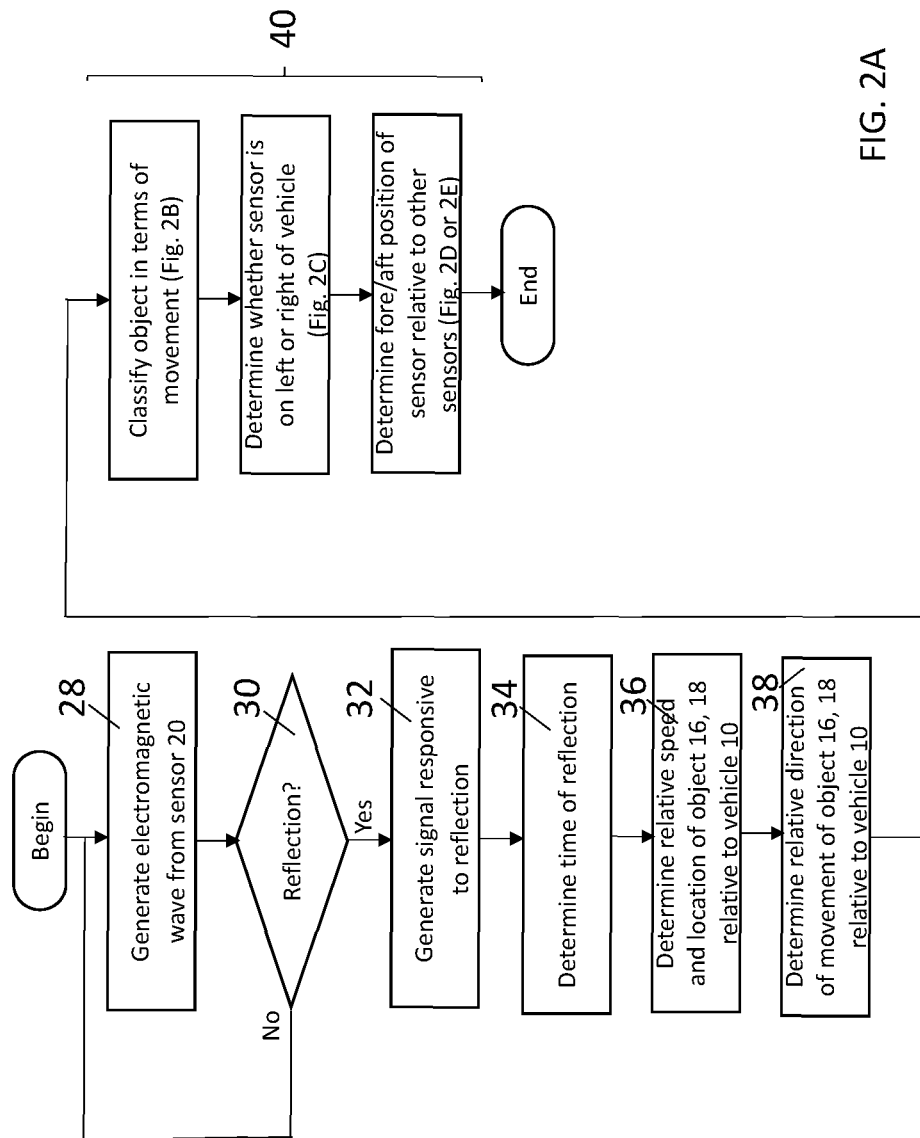 Begin
28
Generate electromagnetic
wave from sensor 20
30
Reflection?
No
Yes
32
Generate signal responsive
to reflection
34
Determine time of reflection
36
Determine relative speed
and location of object 16, 18
relative to vehicle 10
38
Determine relative direction
of movement of object 16, 18
relative to vehicle 10
40
Classify object in terms of
movement (Fig. 2B)
Determine whether sensor is
on left or right of vehicle
(Fig. 2C)
Determine fore/aft position of
sensor relative to other
sensors (Fig. 2D or 2E)
End
FIG. 2A